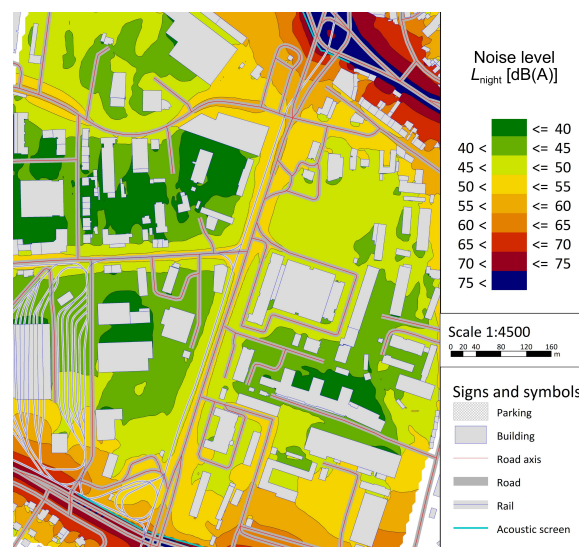 Noise level
Lnight [dB(A)]
<= 40
40 < <= 45
45 < <= 50
50 < <= 55
55 < <= 60
60 < <= 65
65 < <= 70
70 < <= 75
75 <
Scale 1:4500
0 20 40 60 80 120 160
m
Signs and symbols
Parking
Building
Road axis
Road
Rail
Acoustic screen